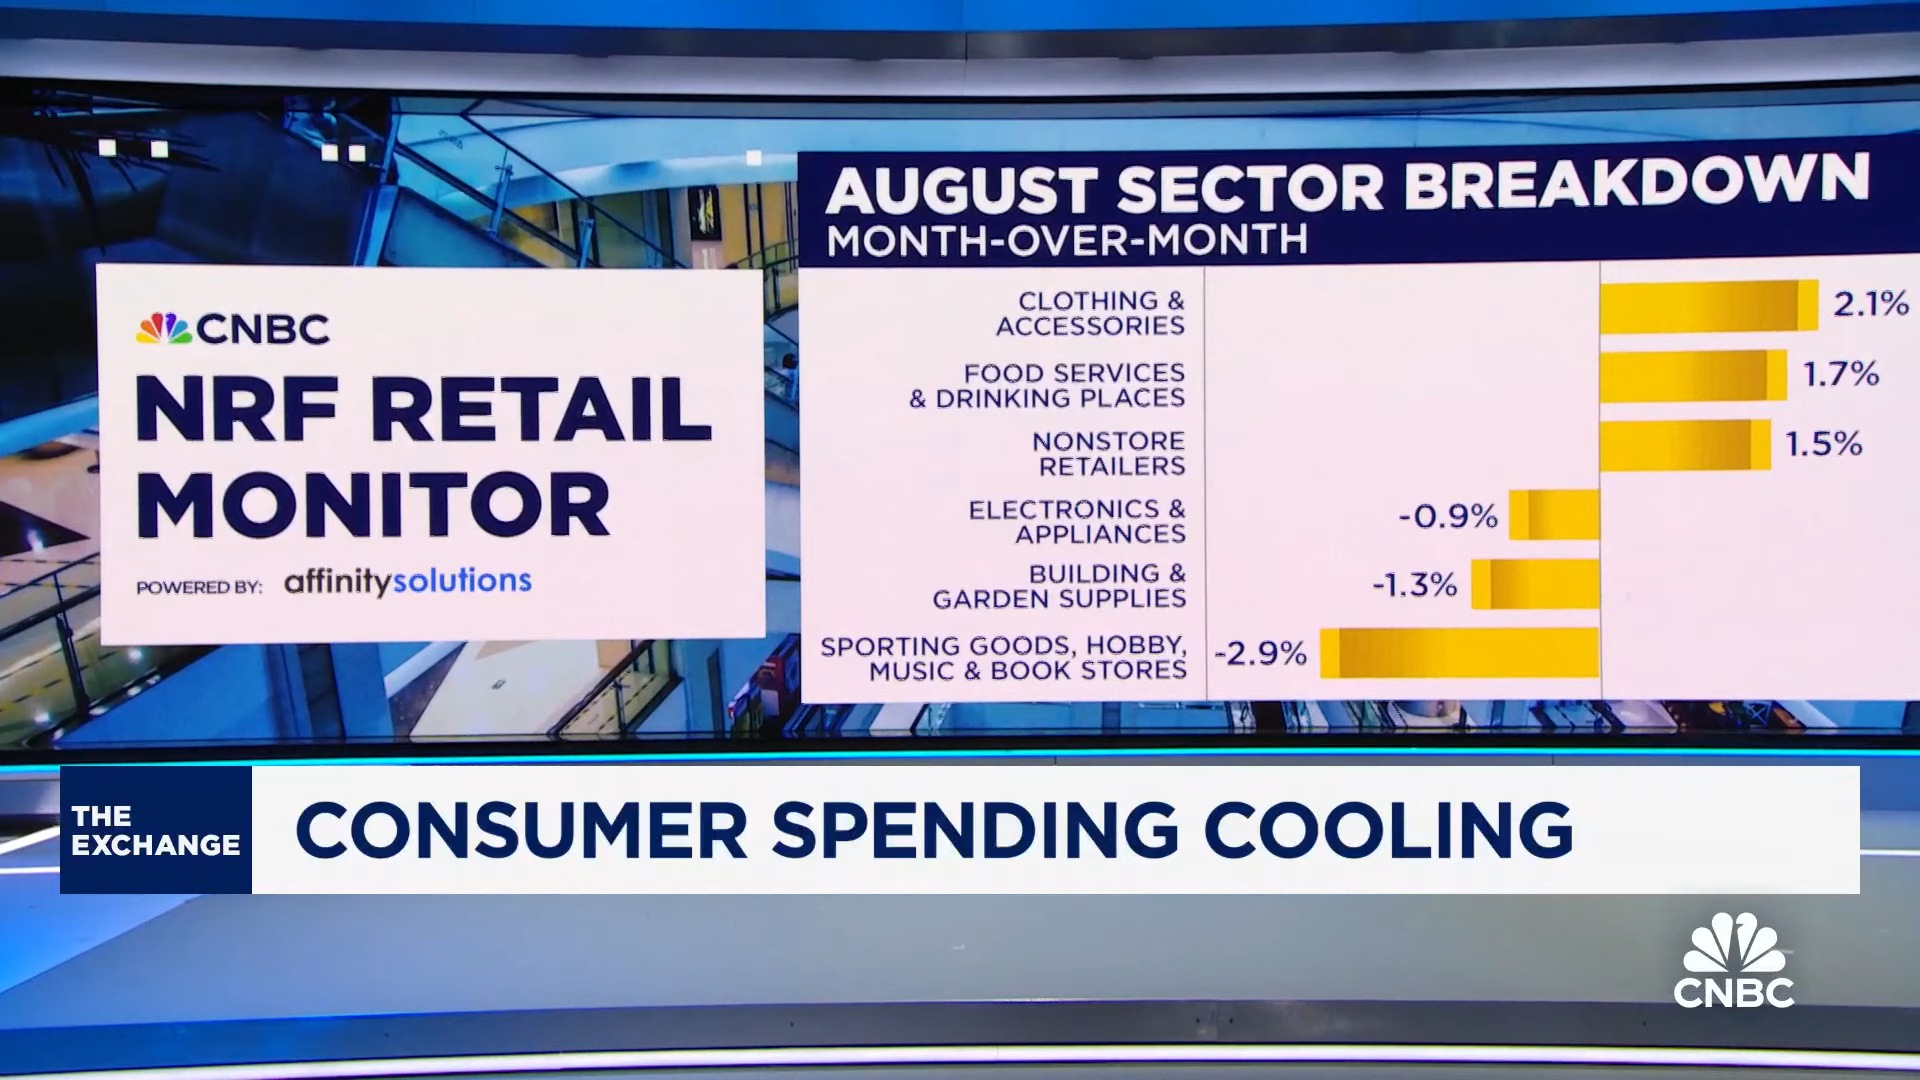 AUGUST SECTOR BREAKDOWN
MONTH-OVER-MONTH
CNBC
NRF RETAIL
MONITOR
POWERED BY: affinitysolutions
CLOTHING &
ACCESSORIES
2.1%
FOOD SERVICES
& DRINKING PLACES
1.7%
NONSTORE
RETAILERS
1.5%
ELECTRONICS &
APPLIANCES
-0.9%
BUILDING &
GARDEN SUPPLIES
-1.3%
SPORTING GOODS, HOBBY,
MUSIC & BOOK STORES
-2.9%
THE
EXCHANGE
CONSUMER SPENDING COOLING
CNBC